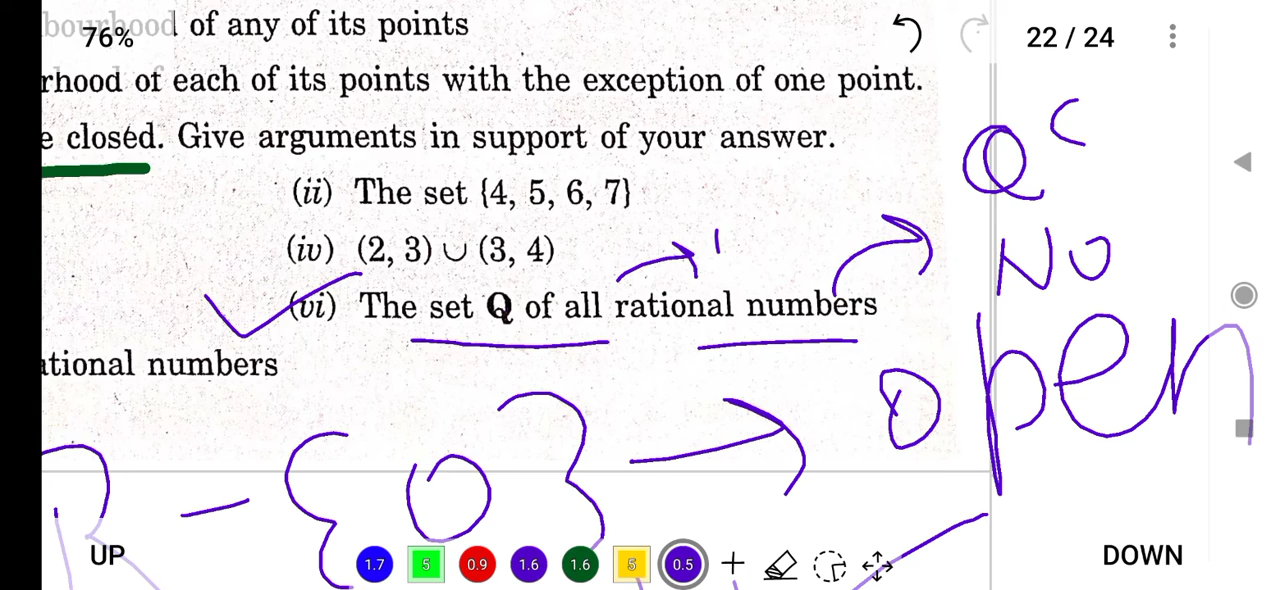 bourhood of any of its points
76%
22 / 24
rhood of each of its points with the exception of one point.
e closed. Give arguments in support of your answer.
Q^c
(ii) The set {4, 5, 6, 7}
(iv) (2, 3) ∪ (3, 4)
No
(vi) The set Q of all rational numbers
ational numbers
open
R - {0} →
UP
1.7 5 0.9 1.6 1.6 5 0.5 +
DOWN